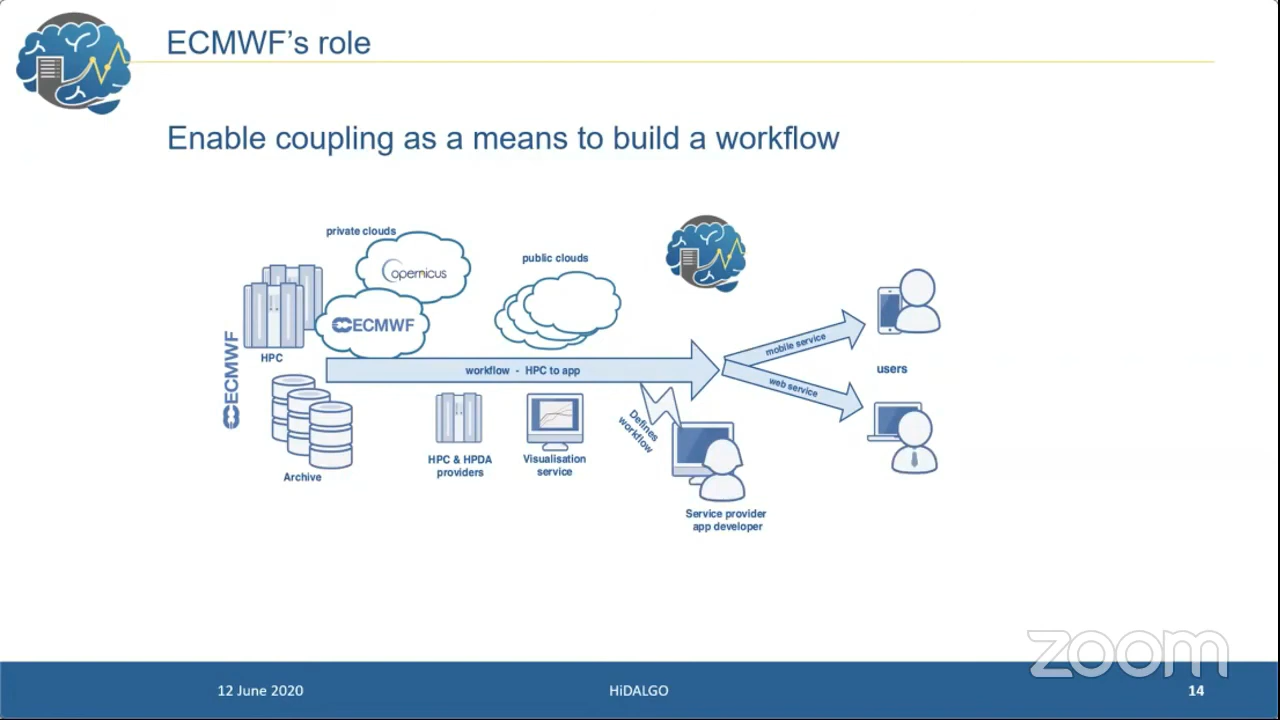 ECMWF's role
Enable coupling as a means to build a workflow
private clouds
Copernicus
public clouds
ECMWF
HPC
ECMWF
workflow - HPC to app
mobile service
web service
users
Defines
workflow
Archive
HPC & HPDA
providers
Visualisation
service
Service provider
app developer
zoom
12 June 2020
HiDALGO
14